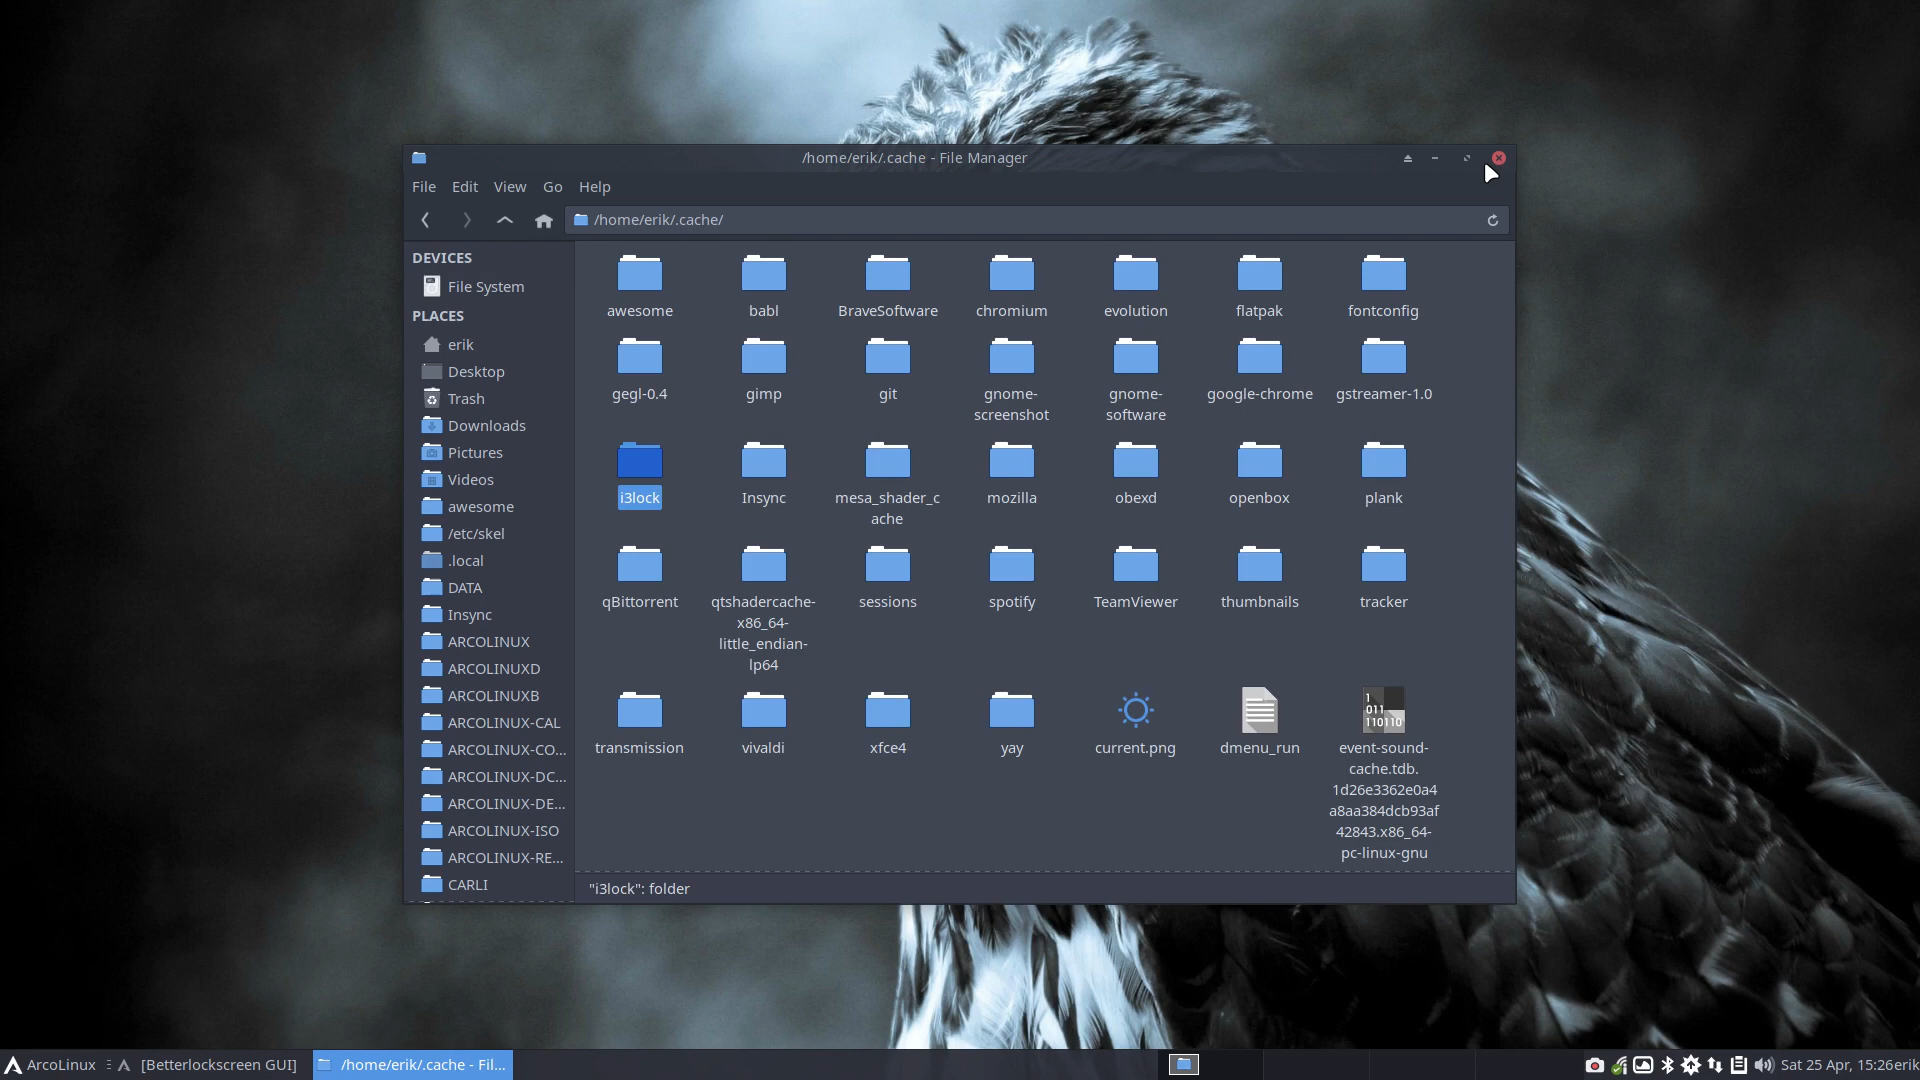 /home/erik/.cache - File Manager
File Edit View Go Help
/home/erik/.cache/
DEVICES
File System
PLACES
erik
Desktop
Trash
Downloads
Pictures
Videos
awesome
/etc/skel
.local
DATA
Insync
ARCOLINUX
ARCOLINUXD
ARCOLINUXB
ARCOLINUX-CAL
ARCOLINUX-CO...
ARCOLINUX-DC...
ARCOLINUX-DE...
ARCOLINUX-ISO
ARCOLINUX-RE...
CARLI
awesome babl BraveSoftware chromium evolution flatpak fontconfig
gegl-0.4 gimp git gnome- gnome- google-chrome gstreamer-1.0
screenshot software
i3lock Insync mesa_shader_c mozilla obexd openbox plank
ache
qBittorrent qtshadercache- sessions spotify TeamViewer thumbnails tracker
x86_64-
little_endian-
lp64
1
011
110110
transmission vivaldi xfce4 yay current.png dmenu_run event-sound-
cache.tdb.
1d26e3362e0a4
a8aa384dcb93af
42843.x86_64-
pc-linux-gnu
"i3lock": folder
ArcoLinux [Betterlockscreen GUI] /home/erik/.cache - Fil... Sat 25 Apr, 15:26erik